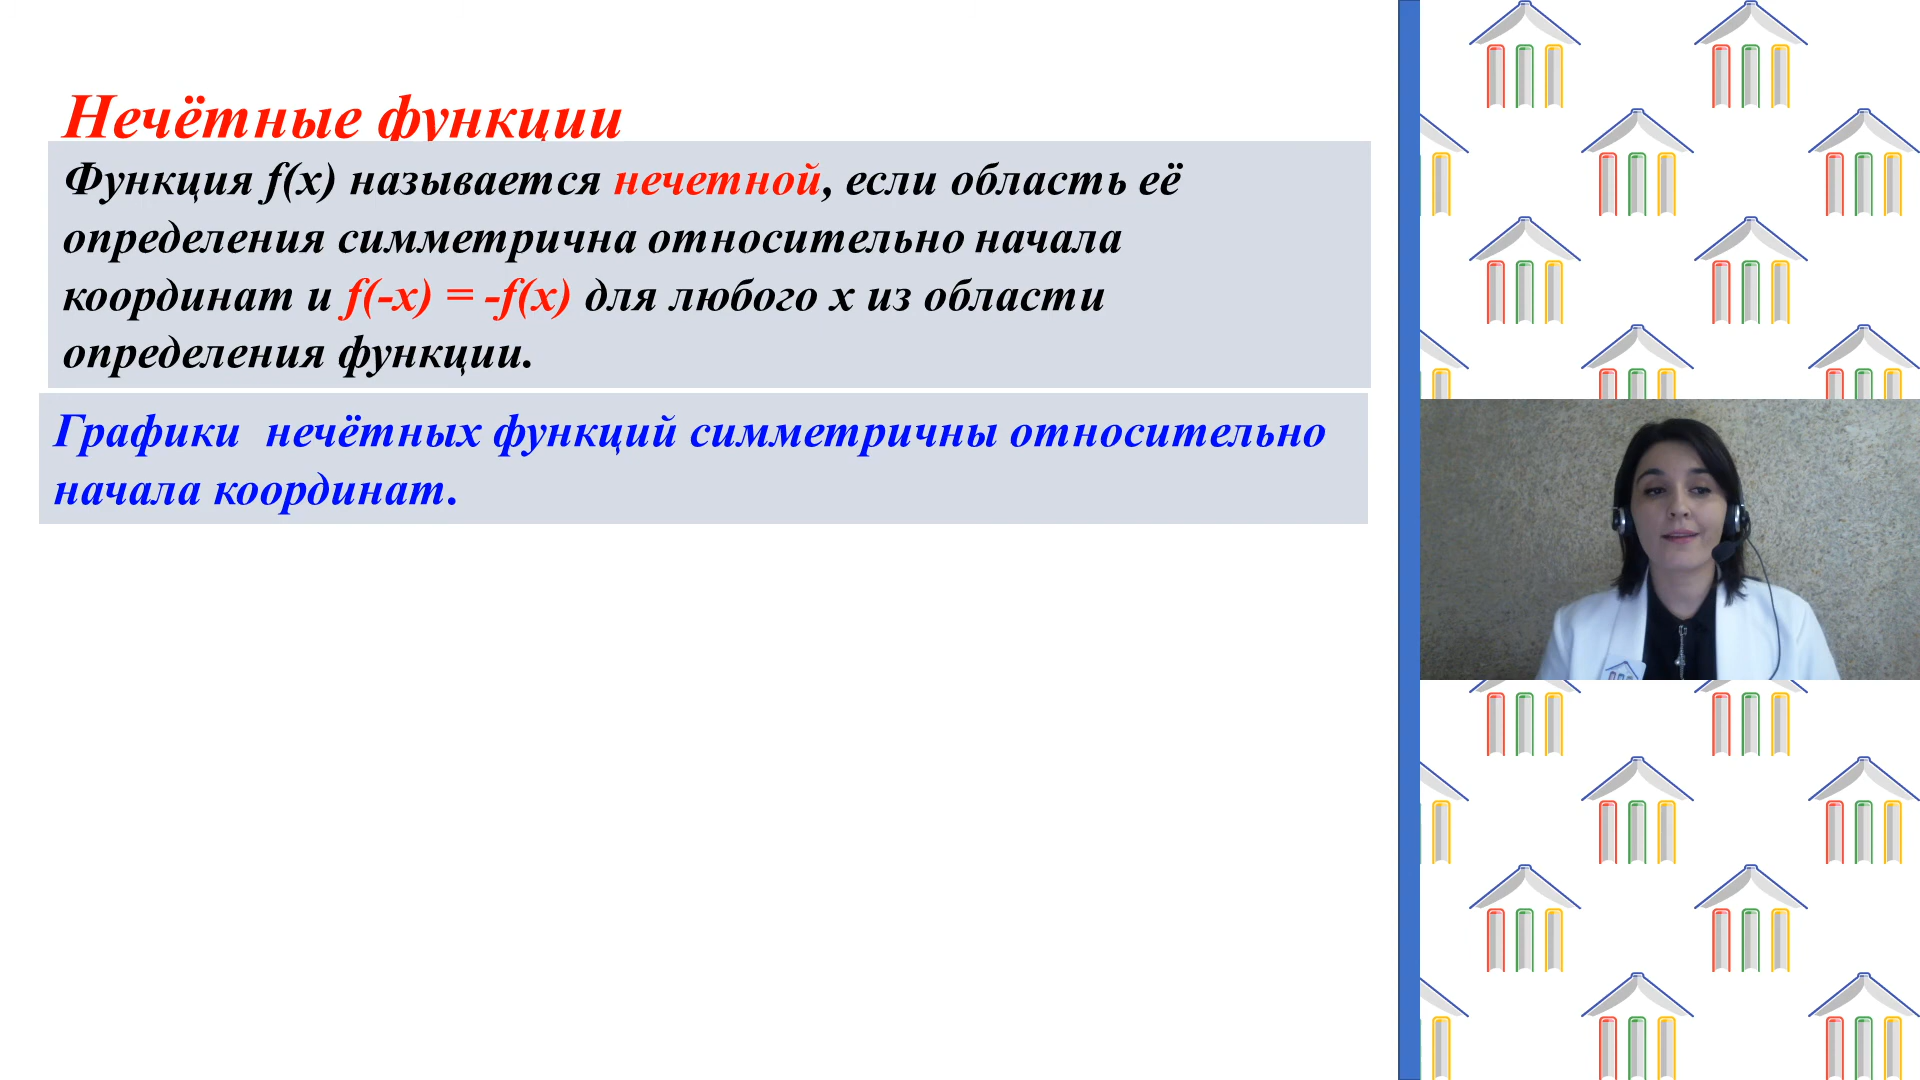 Нечётные функции
Функция f(x) называется нечетной, если область её
определения симметрична относительно начала
координат и f(-x) = -f(x) для любого x из области
определения функции.
Графики  нечётных функций симметричны относительно
начала координат.